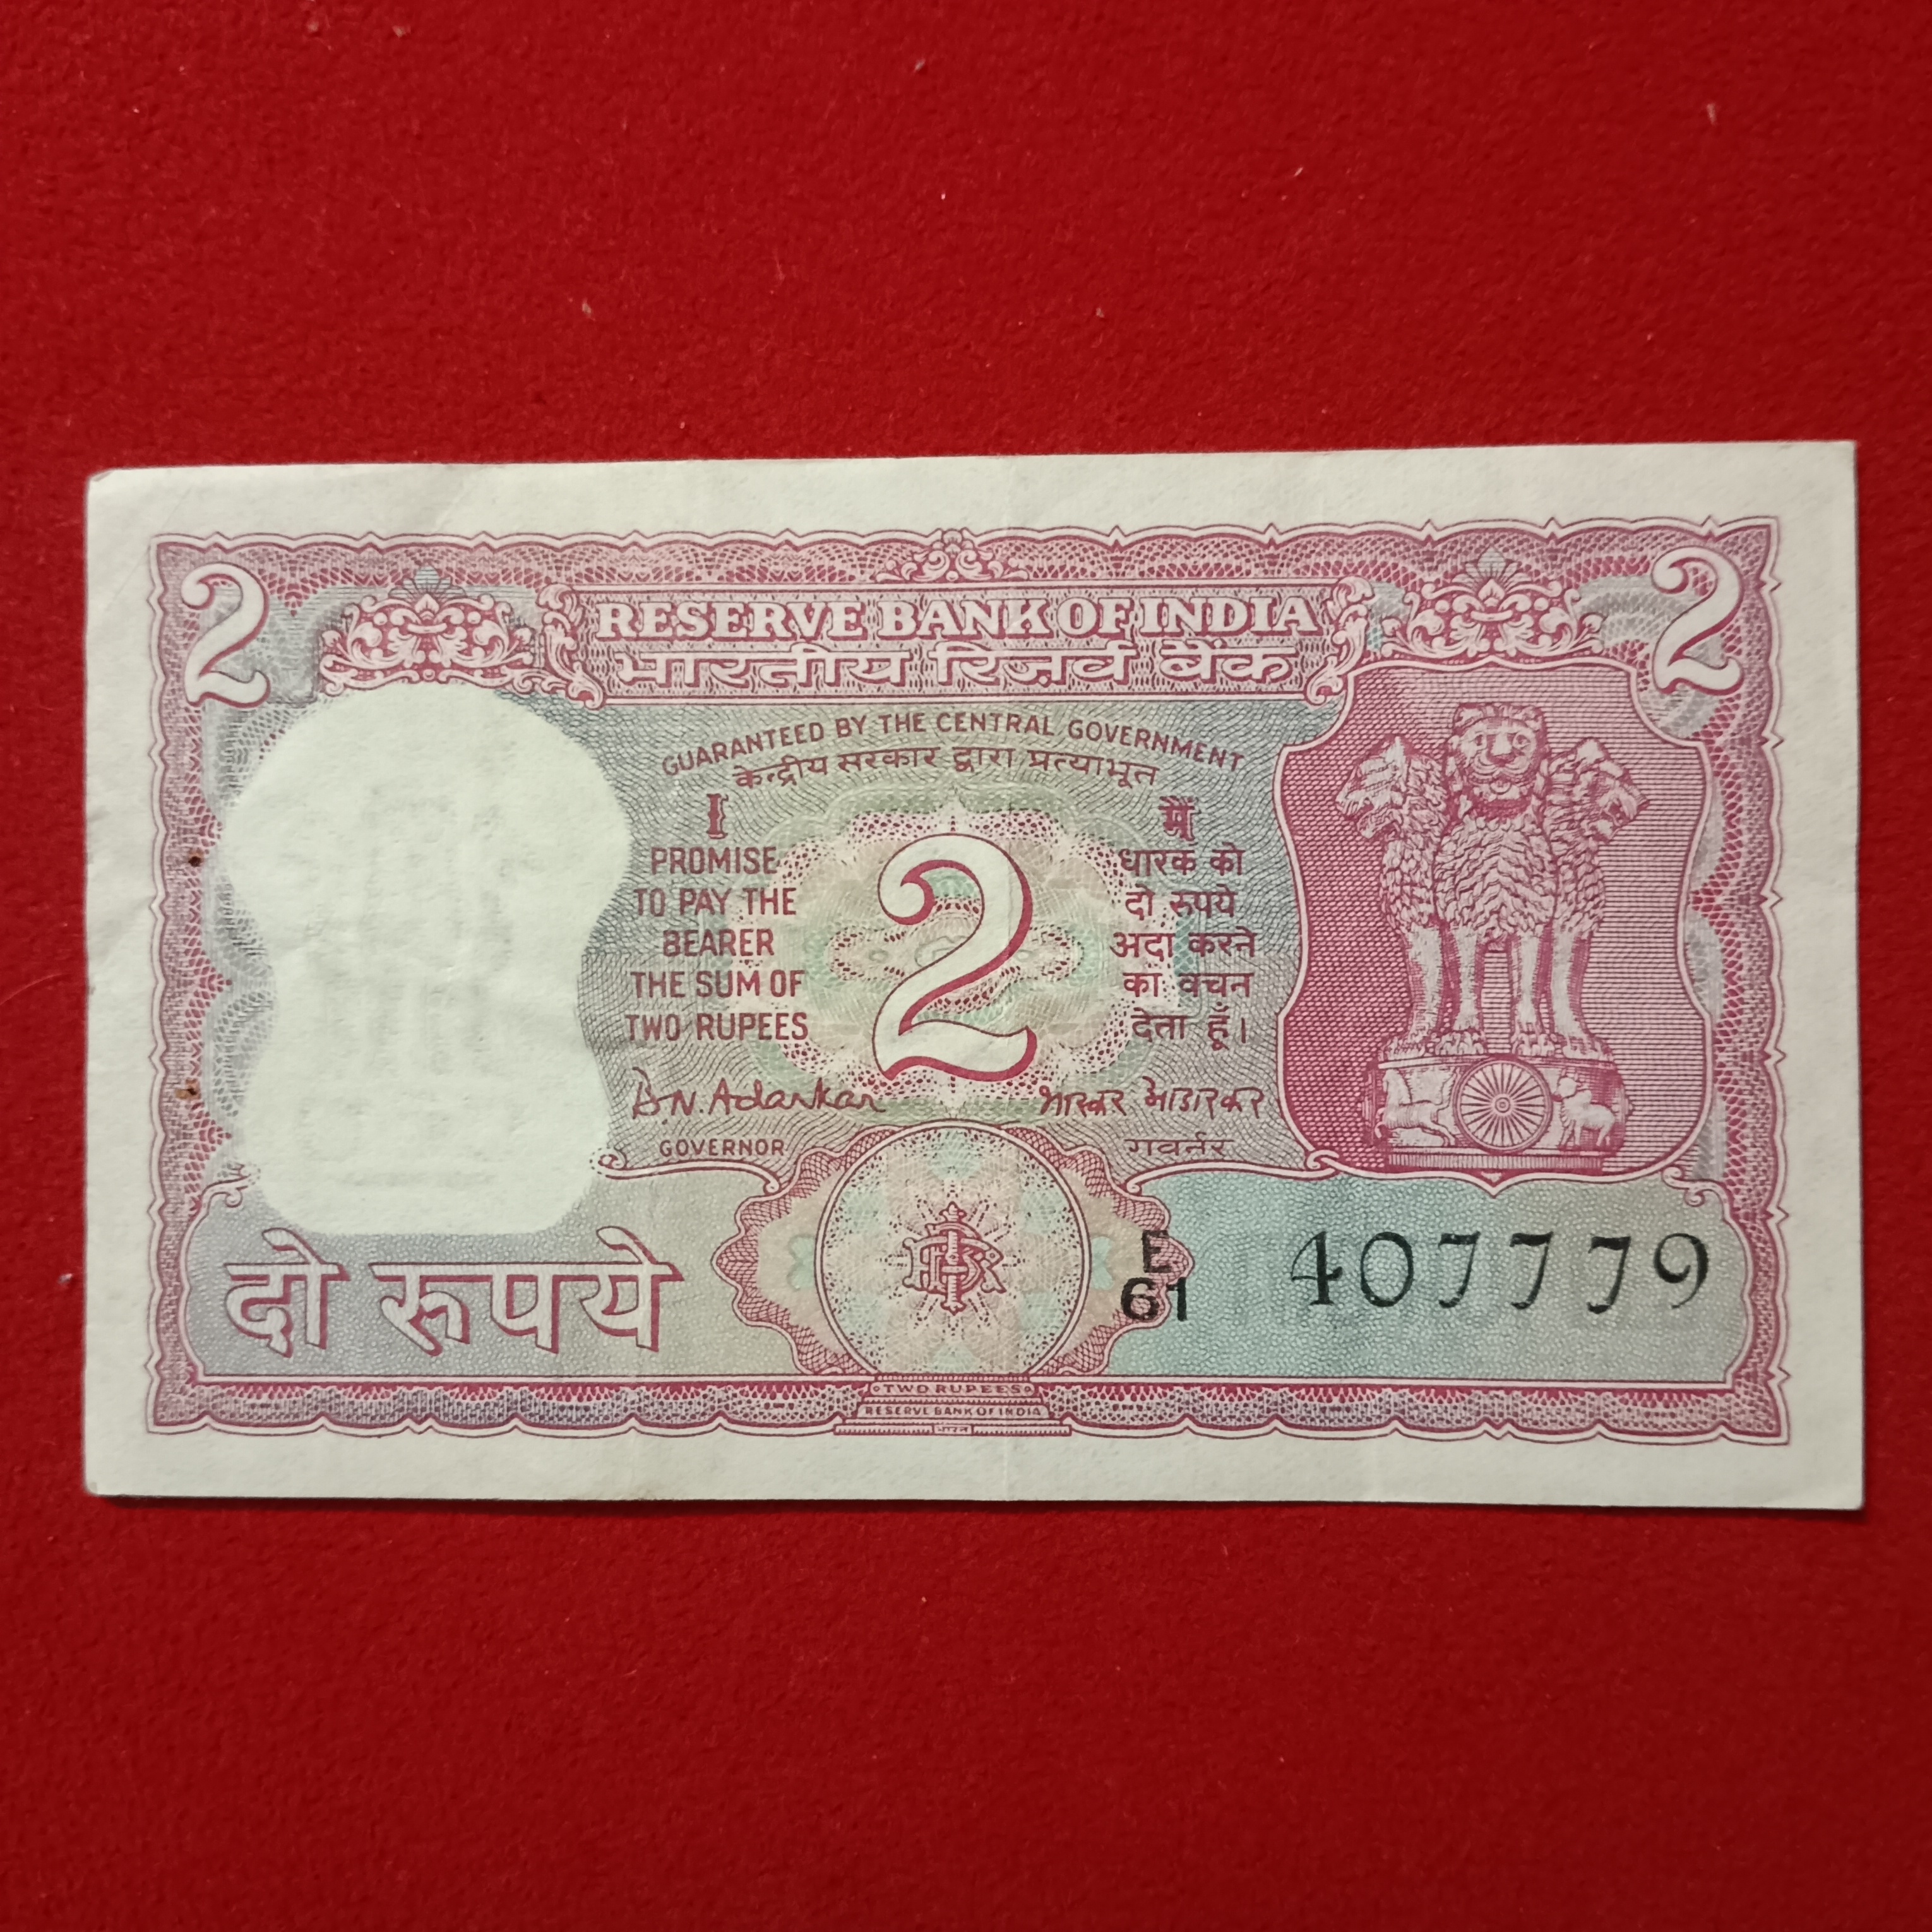 2 2
RESERVE BANK OF INDIA
भारतीय रिज़र्व बैंक
GUARANTEED BY THE CENTRAL GOVERNMENT
केन्द्रीय सरकार द्वारा प्रत्याभूत
I
PROMISE
TO PAY THE
BEARER
THE SUM OF
TWO RUPEES
2
मैं
धारक को
दो रुपये
अदा करने
का वचन
देता हूँ।
B.N. Adarkar
GOVERNOR
भास्कर आडारकर
गवर्नर
दो रूपये
RBI
E
61
407779
TWO RUPEES
RESERVE BANK OF INDIA
भारत